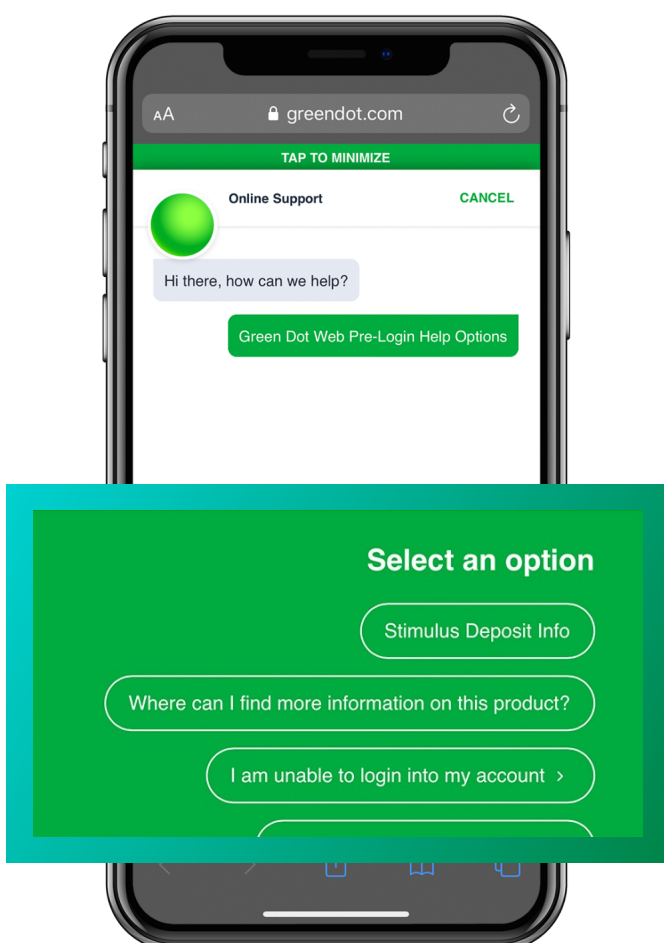 AA greendot.com
TAP TO MINIMIZE
Online Support CANCEL
Hi there, how can we help?
Green Dot Web Pre-Login Help Options
Select an option
Stimulus Deposit Info
Where can I find more information on this product?
I am unable to login into my account >